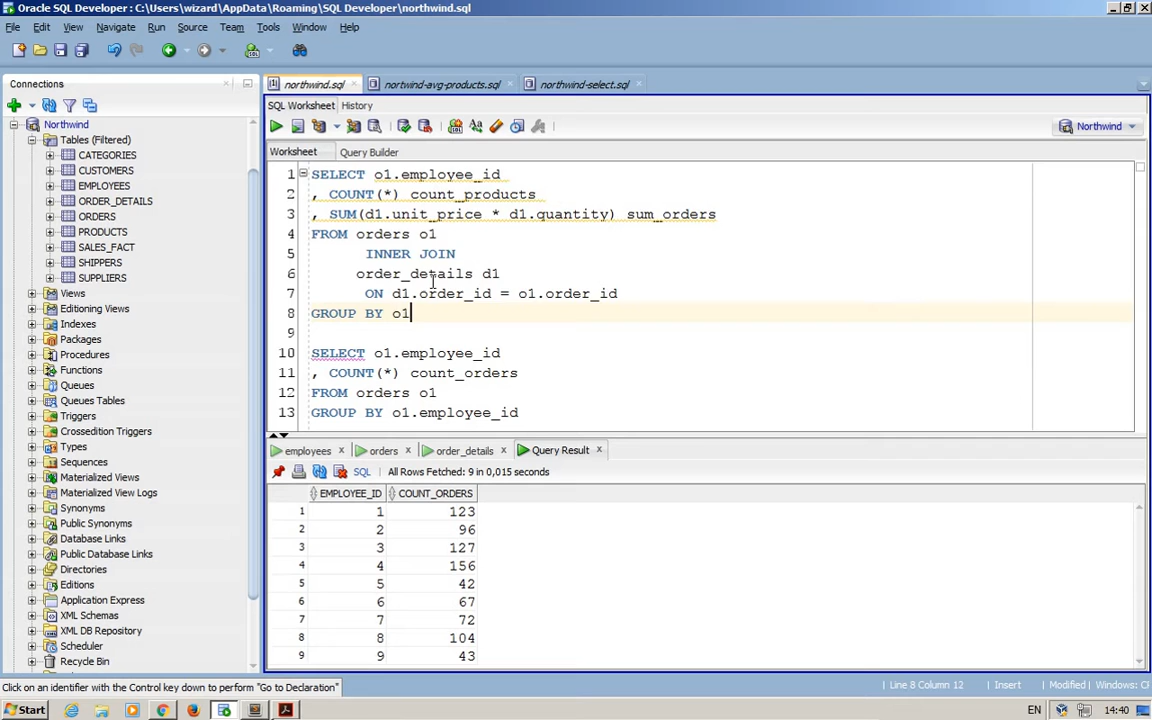 Oracle SQL Developer : C:\Users\wizard\AppData\Roaming\SQL Developer\northwind.sql
File Edit View Navigate Run Source Team Tools Window Help
Connections
northwind.sql nortwind-avg-products.sql northwind-select.sql
SQL Worksheet History
Northwind
Worksheet Query Builder
Northwind
Tables (Filtered)
CATEGORIES
CUSTOMERS
EMPLOYEES
ORDER_DETAILS
ORDERS
PRODUCTS
SALES_FACT
SHIPPERS
SUPPLIERS
Views
Editioning Views
Indexes
Packages
Procedures
Functions
Queues
Queues Tables
Triggers
Crossedition Triggers
Types
Sequences
Materialized Views
Materialized View Logs
Synonyms
Public Synonyms
Database Links
Public Database Links
Directories
Editions
Application Express
XML Schemas
XML DB Repository
Scheduler
Recycle Bin
1 SELECT o1.employee_id
2 , COUNT(*) count_products
3 , SUM(d1.unit_price * d1.quantity) sum_orders
4 FROM orders o1
5 INNER JOIN
6 order_details d1
7 ON d1.order_id = o1.order_id
8 GROUP BY o1
9
10 SELECT o1.employee_id
11 , COUNT(*) count_orders
12 FROM orders o1
13 GROUP BY o1.employee_id
employees orders order_details Query Result
SQL All Rows Fetched: 9 in 0,015 seconds
EMPLOYEE_ID COUNT_ORDERS
1 1 123
2 2 96
3 3 127
4 4 156
5 5 42
6 6 67
7 7 72
8 8 104
9 9 43
Click on an identifier with the Control key down to perform "Go to Declaration"
Line 8 Column 12 Insert Modified Windows: C
Start EN 14:40